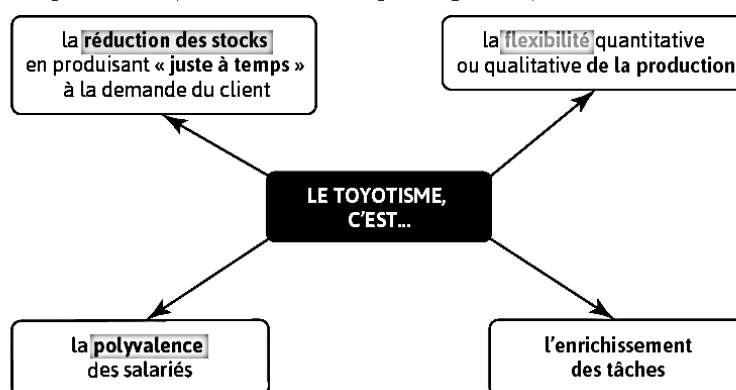 la réduction des stocks
en produisant « juste à temps »
à la demande du client
la flexibilité quantitative
ou qualitative de la production
LE TOYOTISME,
C'EST...
la polyvalence
des salariés
l'enrichissement
des tâches